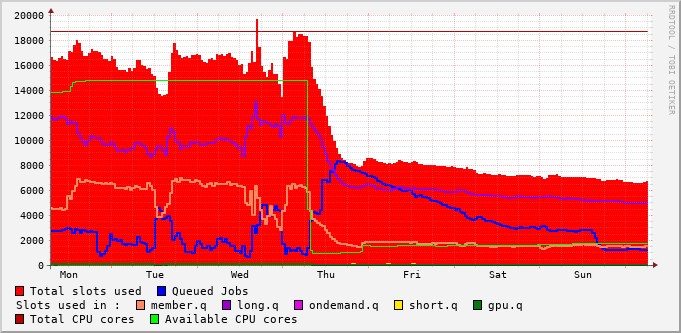 20000
18000
16000
14000
12000
10000
8000
6000
4000
2000
0
Mon Tue Wed Thu Fri Sat Sun
Total slots used Queued Jobs
Slots used in : member.q long.q ondemand.q short.q gpu.q
Total CPU cores Available CPU cores
RRDTOOL / TOBI OETIKER